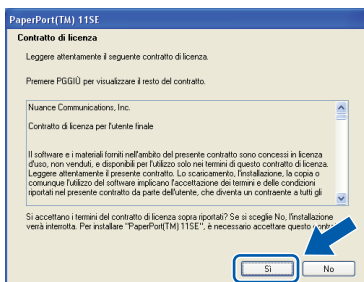 PaperPort(TM) 11SE
Contratto di licenza
Leggere attentamente il seguente contratto di licenza.
Premere PGGIÙ per visualizzare il resto del contratto.
Nuance Communications, Inc.
Contratto di licenza per l'utente finale
Il software e i materiali forniti nell'ambito del presente contratto sono concessi in licenza
d'uso, non venduti, e disponibili per l'utilizzo solo nei termini di questo contratto di licenza.
Leggere attentamente il presente contratto. Lo scaricamento, l'installazione, la copia o
comunque l'utilizzo del software implicano l'accettazione dei termini e delle condizioni
riportati nel presente contratto da parte dell'utente, che diventa un contraente a tutti gli
Si accettano i termini del contratto di licenza sopra riportati? Se si sceglie No, l'installazione
verrà interrotta. Per installare "PaperPort(TM) 11SE", è necessario accettare questo
Sì
No